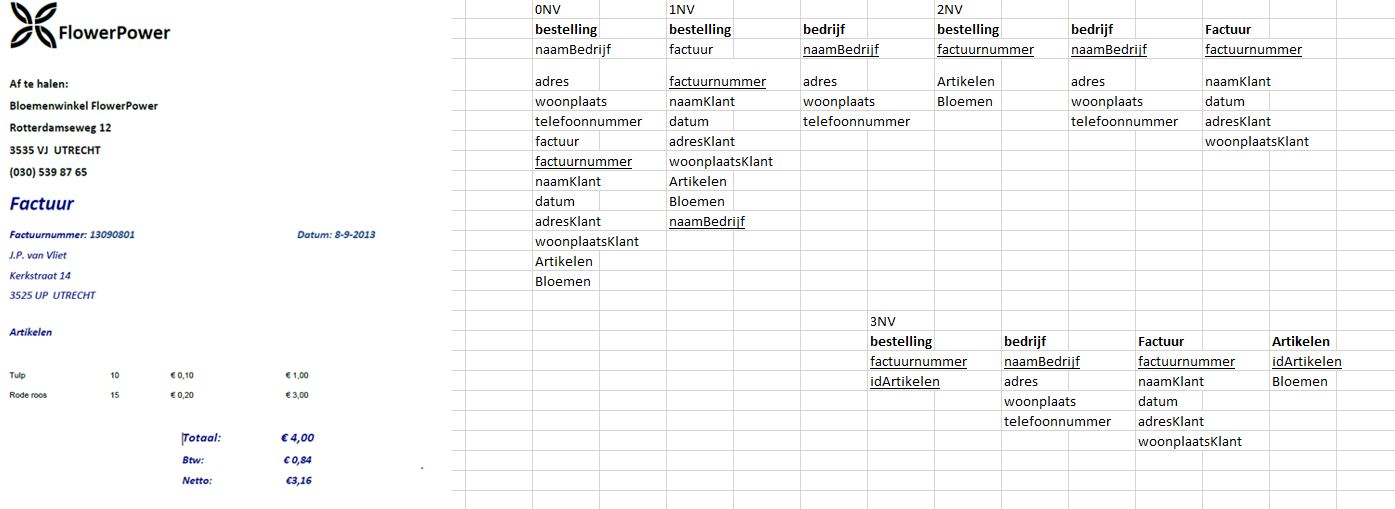 FlowerPower
Af te halen:
Bloemenwinkel FlowerPower
Rotterdamseweg 12
3535 VJ UTRECHT
(030) 539 87 65
Factuur
Factuurnummer: 13090801 Datum: 8-9-2013
J.P. van Vliet
Kerkstraat 14
3525 UP UTRECHT
Artikelen
Tulp 10 € 0,10 € 1,00
Rode roos 15 € 0,20 € 3,00
Totaal: € 4,00
Btw: € 0,84
Netto: €3,16
0NV 1NV 2NV
bestelling bestelling bedrijf bestelling bedrijf Factuur
naamBedrijf factuur naamBedrijf factuurnummer naamBedrijf factuurnummer
adres factuurnummer adres Artikelen adres naamKlant
woonplaats naamKlant woonplaats Bloemen woonplaats datum
telefoonnummer datum telefoonnummer telefoonnummer adresKlant
factuur adresKlant woonplaatsKlant
factuurnummer woonplaatsKlant
naamKlant Artikelen
datum Bloemen
adresKlant naamBedrijf
woonplaatsKlant
Artikelen
Bloemen
3NV
bestelling bedrijf Factuur Artikelen
factuurnummer naamBedrijf factuurnummer idArtikelen
idArtikelen adres naamKlant Bloemen
woonplaats datum
telefoonnummer adresKlant
woonplaatsKlant